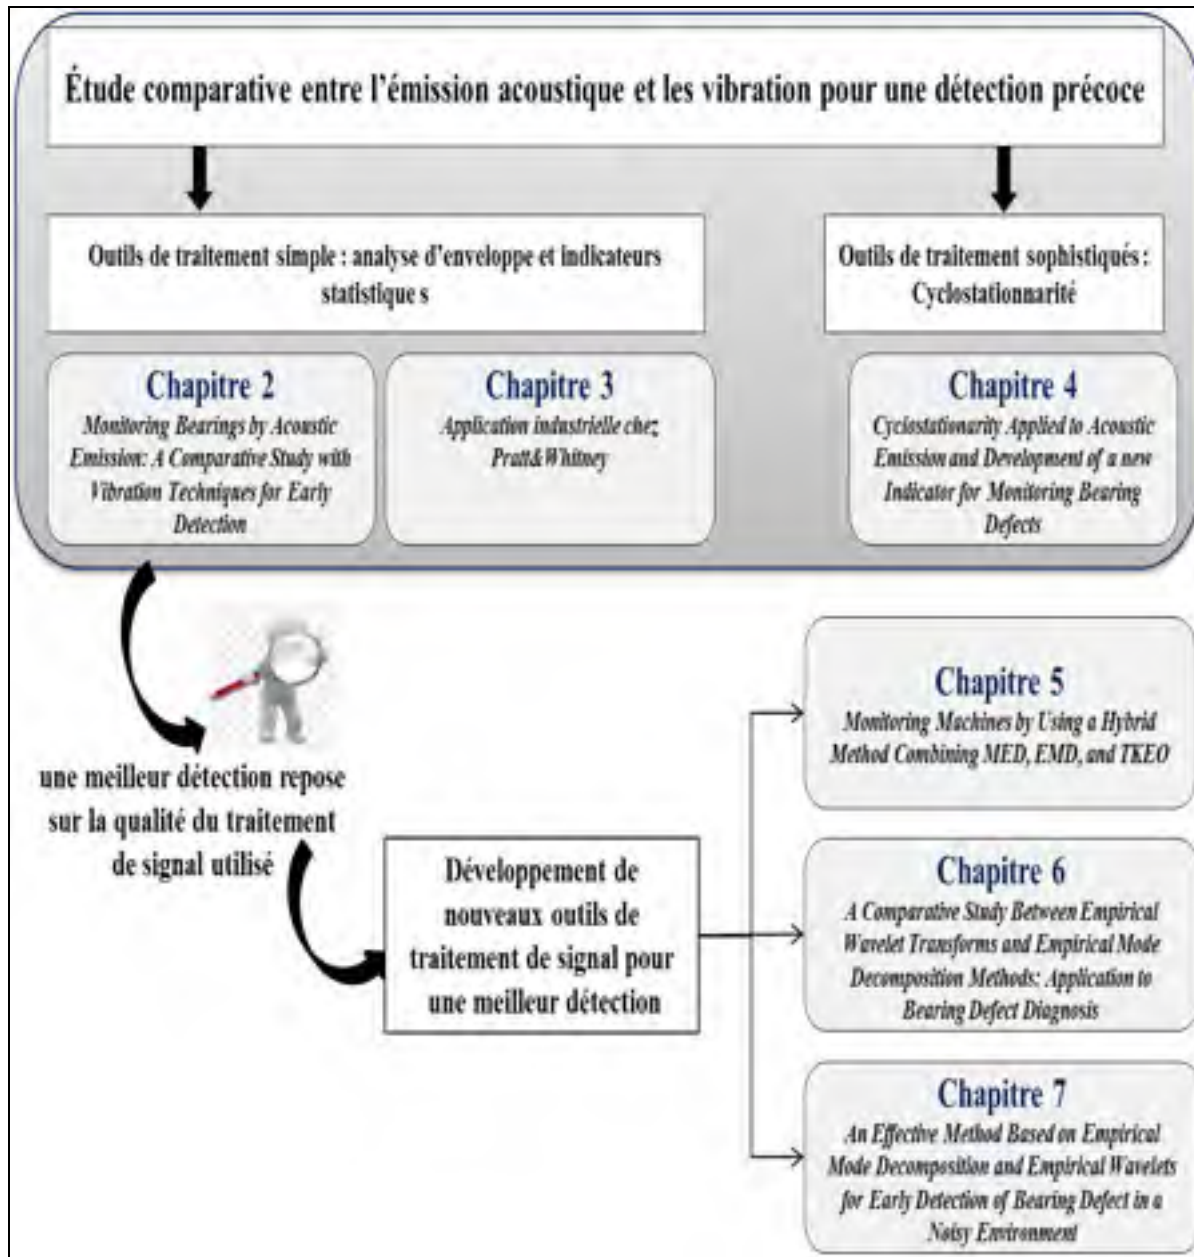 Étude comparative entre l'émission acoustique et les vibration pour une détection précoce
Outils de traitement simple : analyse d'enveloppe et indicateurs
statistique s
Outils de traitement sophistiqués :
Cyclostationnarité
Chapitre 2
Monitoring Bearings by Acoustic
Emission: A Comparative Study with
Vibration Techniques for Early
Detection
Chapitre 3
Application industrielle chez
Pratt&Whitney
Chapitre 4
Cyclostationarity Applied to Acoustic
Emission and Development of a new
Indicator for Monitoring Bearing
Defects
une meilleur détection repose
sur la qualité du traitement
de signal utilisé
Développement de
nouveaux outils de
traitement de signal pour
une meilleur détection
Chapitre 5
Monitoring Machines by Using a Hybrid
Method Combining MED, EMD, and TKEO
Chapitre 6
A Comparative Study Between Empirical
Wavelet Transforms and Empirical Mode
Decomposition Methods: Application to
Bearing Defect Diagnosis
Chapitre 7
An Effective Method Based on Empirical
Mode Decomposition and Empirical Wavelets
for Early Detection of Bearing Defect in a
Noisy Environment